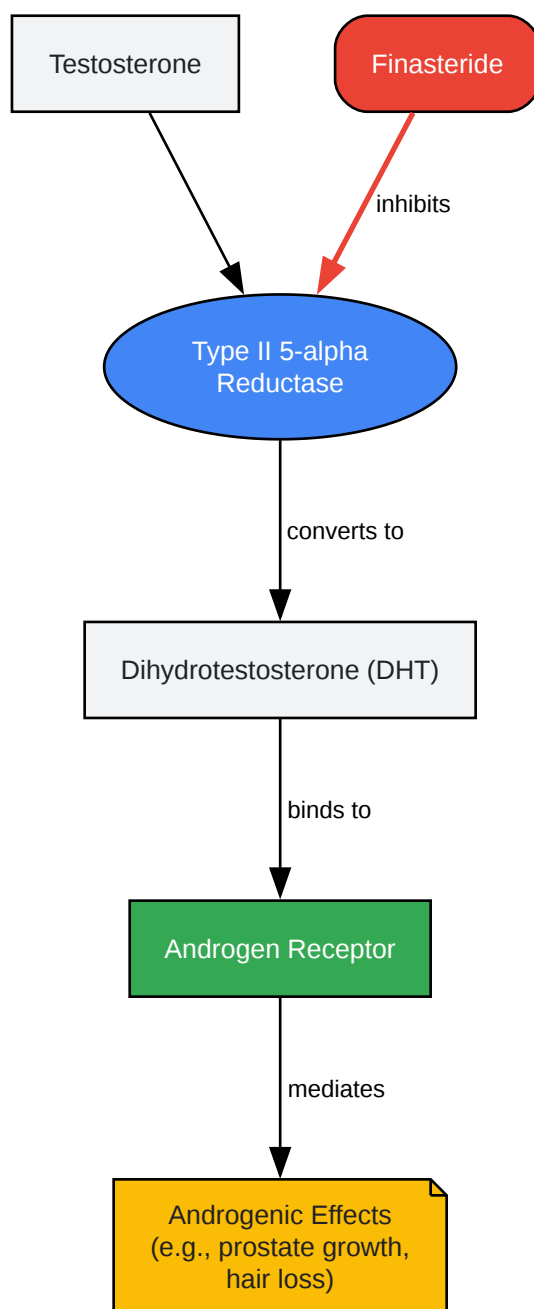 Testosterone
Finasteride
inhibits
Type II 5-alpha
Reductase
converts to
Dihydrotestosterone (DHT)
binds to
Androgen Receptor
mediates
Androgenic Effects
(e.g., prostate growth,
hair loss)